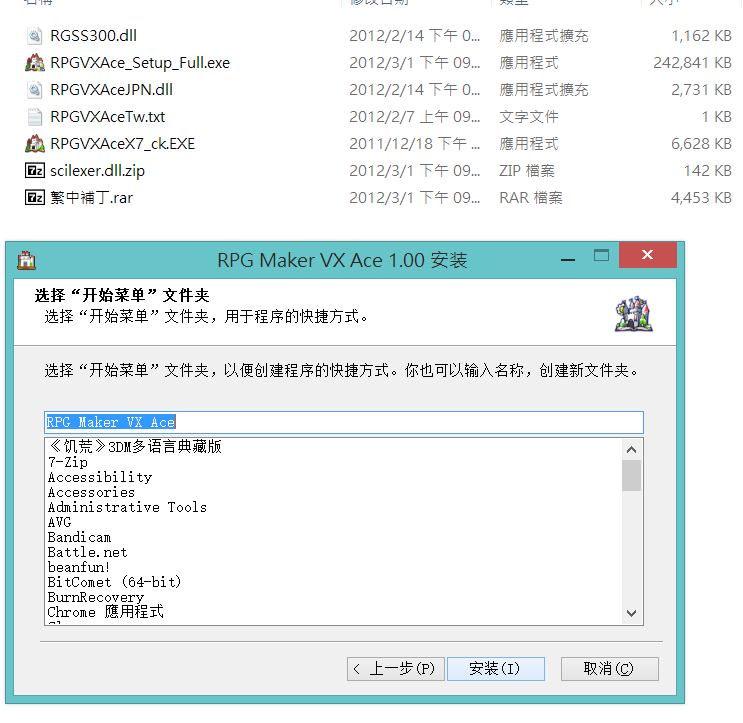 RGSS300.dll 2012/2/14 下午 0... 應用程式擴充 1,162 KB
RPGVXAce_Setup_Full.exe 2012/3/1 下午 09... 應用程式 242,841 KB
RPGVXAceJPN.dll 2012/2/14 下午 0... 應用程式擴充 2,731 KB
RPGVXAceTw.txt 2012/2/7 上午 09... 文字文件 1 KB
RPGVXAceX7_ck.EXE 2011/12/18 下午 ... 應用程式 6,628 KB
scilexer.dll.zip 2012/3/1 下午 09... ZIP 檔案 142 KB
繁中補丁.rar 2012/3/1 下午 09... RAR 檔案 4,453 KB
RPG Maker VX Ace 1.00 安装
选择“开始菜单”文件夹
选择“开始菜单”文件夹，用于程序的快捷方式。
选择“开始菜单”文件夹，以便创建程序的快捷方式。你也可以输入名称，创建新文件夹。
RPG Maker VX Ace
《饥荒》3DM多语言典藏版
7-Zip
Accessibility
Accessories
Administrative Tools
AVG
Bandicam
Battle.net
beanfun!
BitComet (64-bit)
BurnRecovery
Chrome 應用程式
< 上一步(P) 安装(I) 取消(C)